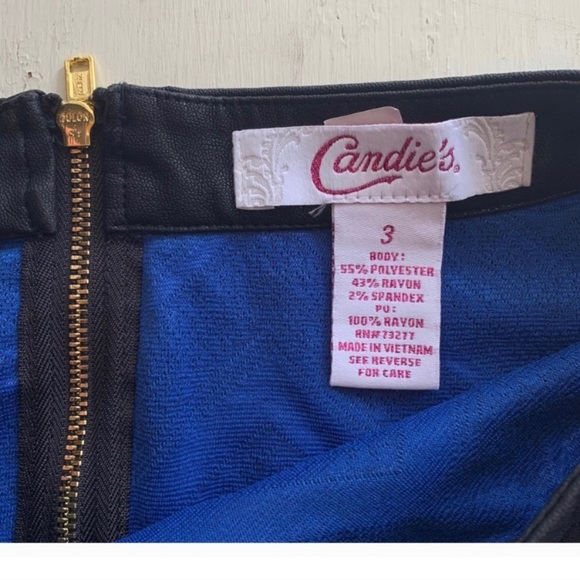 SOLON
Candie's®
3
BODY:
55% POLYESTER
43% RAYON
2% SPANDEX
PU:
100% RAYON
RN# 73277
MADE IN VIETNAM
SEE REVERSE
FOR CARE